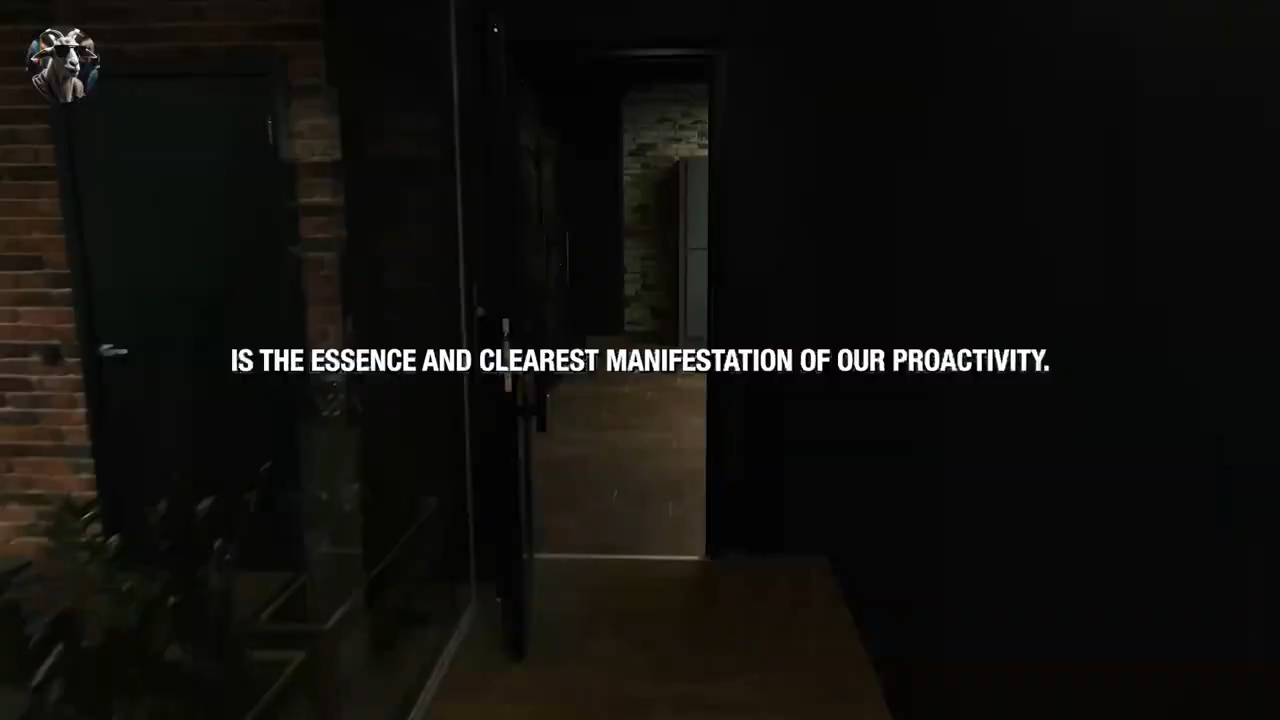 IS THE ESSENCE AND CLEAREST MANIFESTATION OF OUR PROACTIVITY.